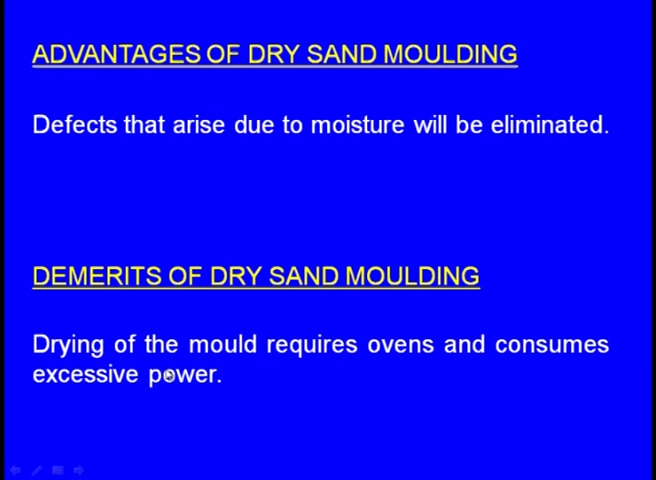 ADVANTAGES OF DRY SAND MOULDING
Defects that arise due to moisture will be eliminated.
DEMERITS OF DRY SAND MOULDING
Drying of the mould requires ovens and consumes
excessive power.